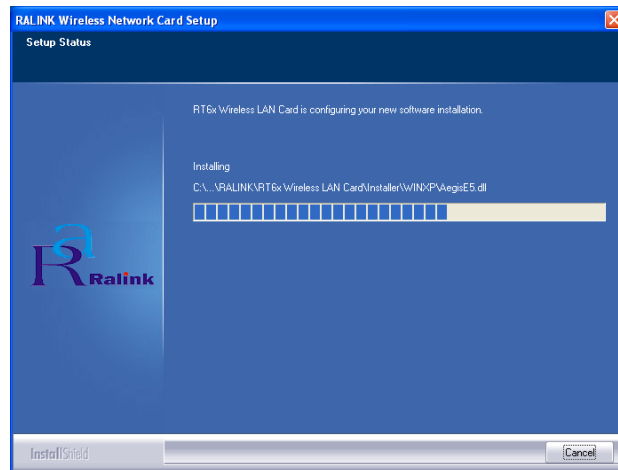 RALINK Wireless Network Card Setup
Setup Status
RT6x Wireless LAN Card is configuring your new software installation.
Installing
C:\...\RALINK\RT6x Wireless LAN Card\Installer\WINXP\AegisE5.dll
Ralink
InstallShield
Cancel